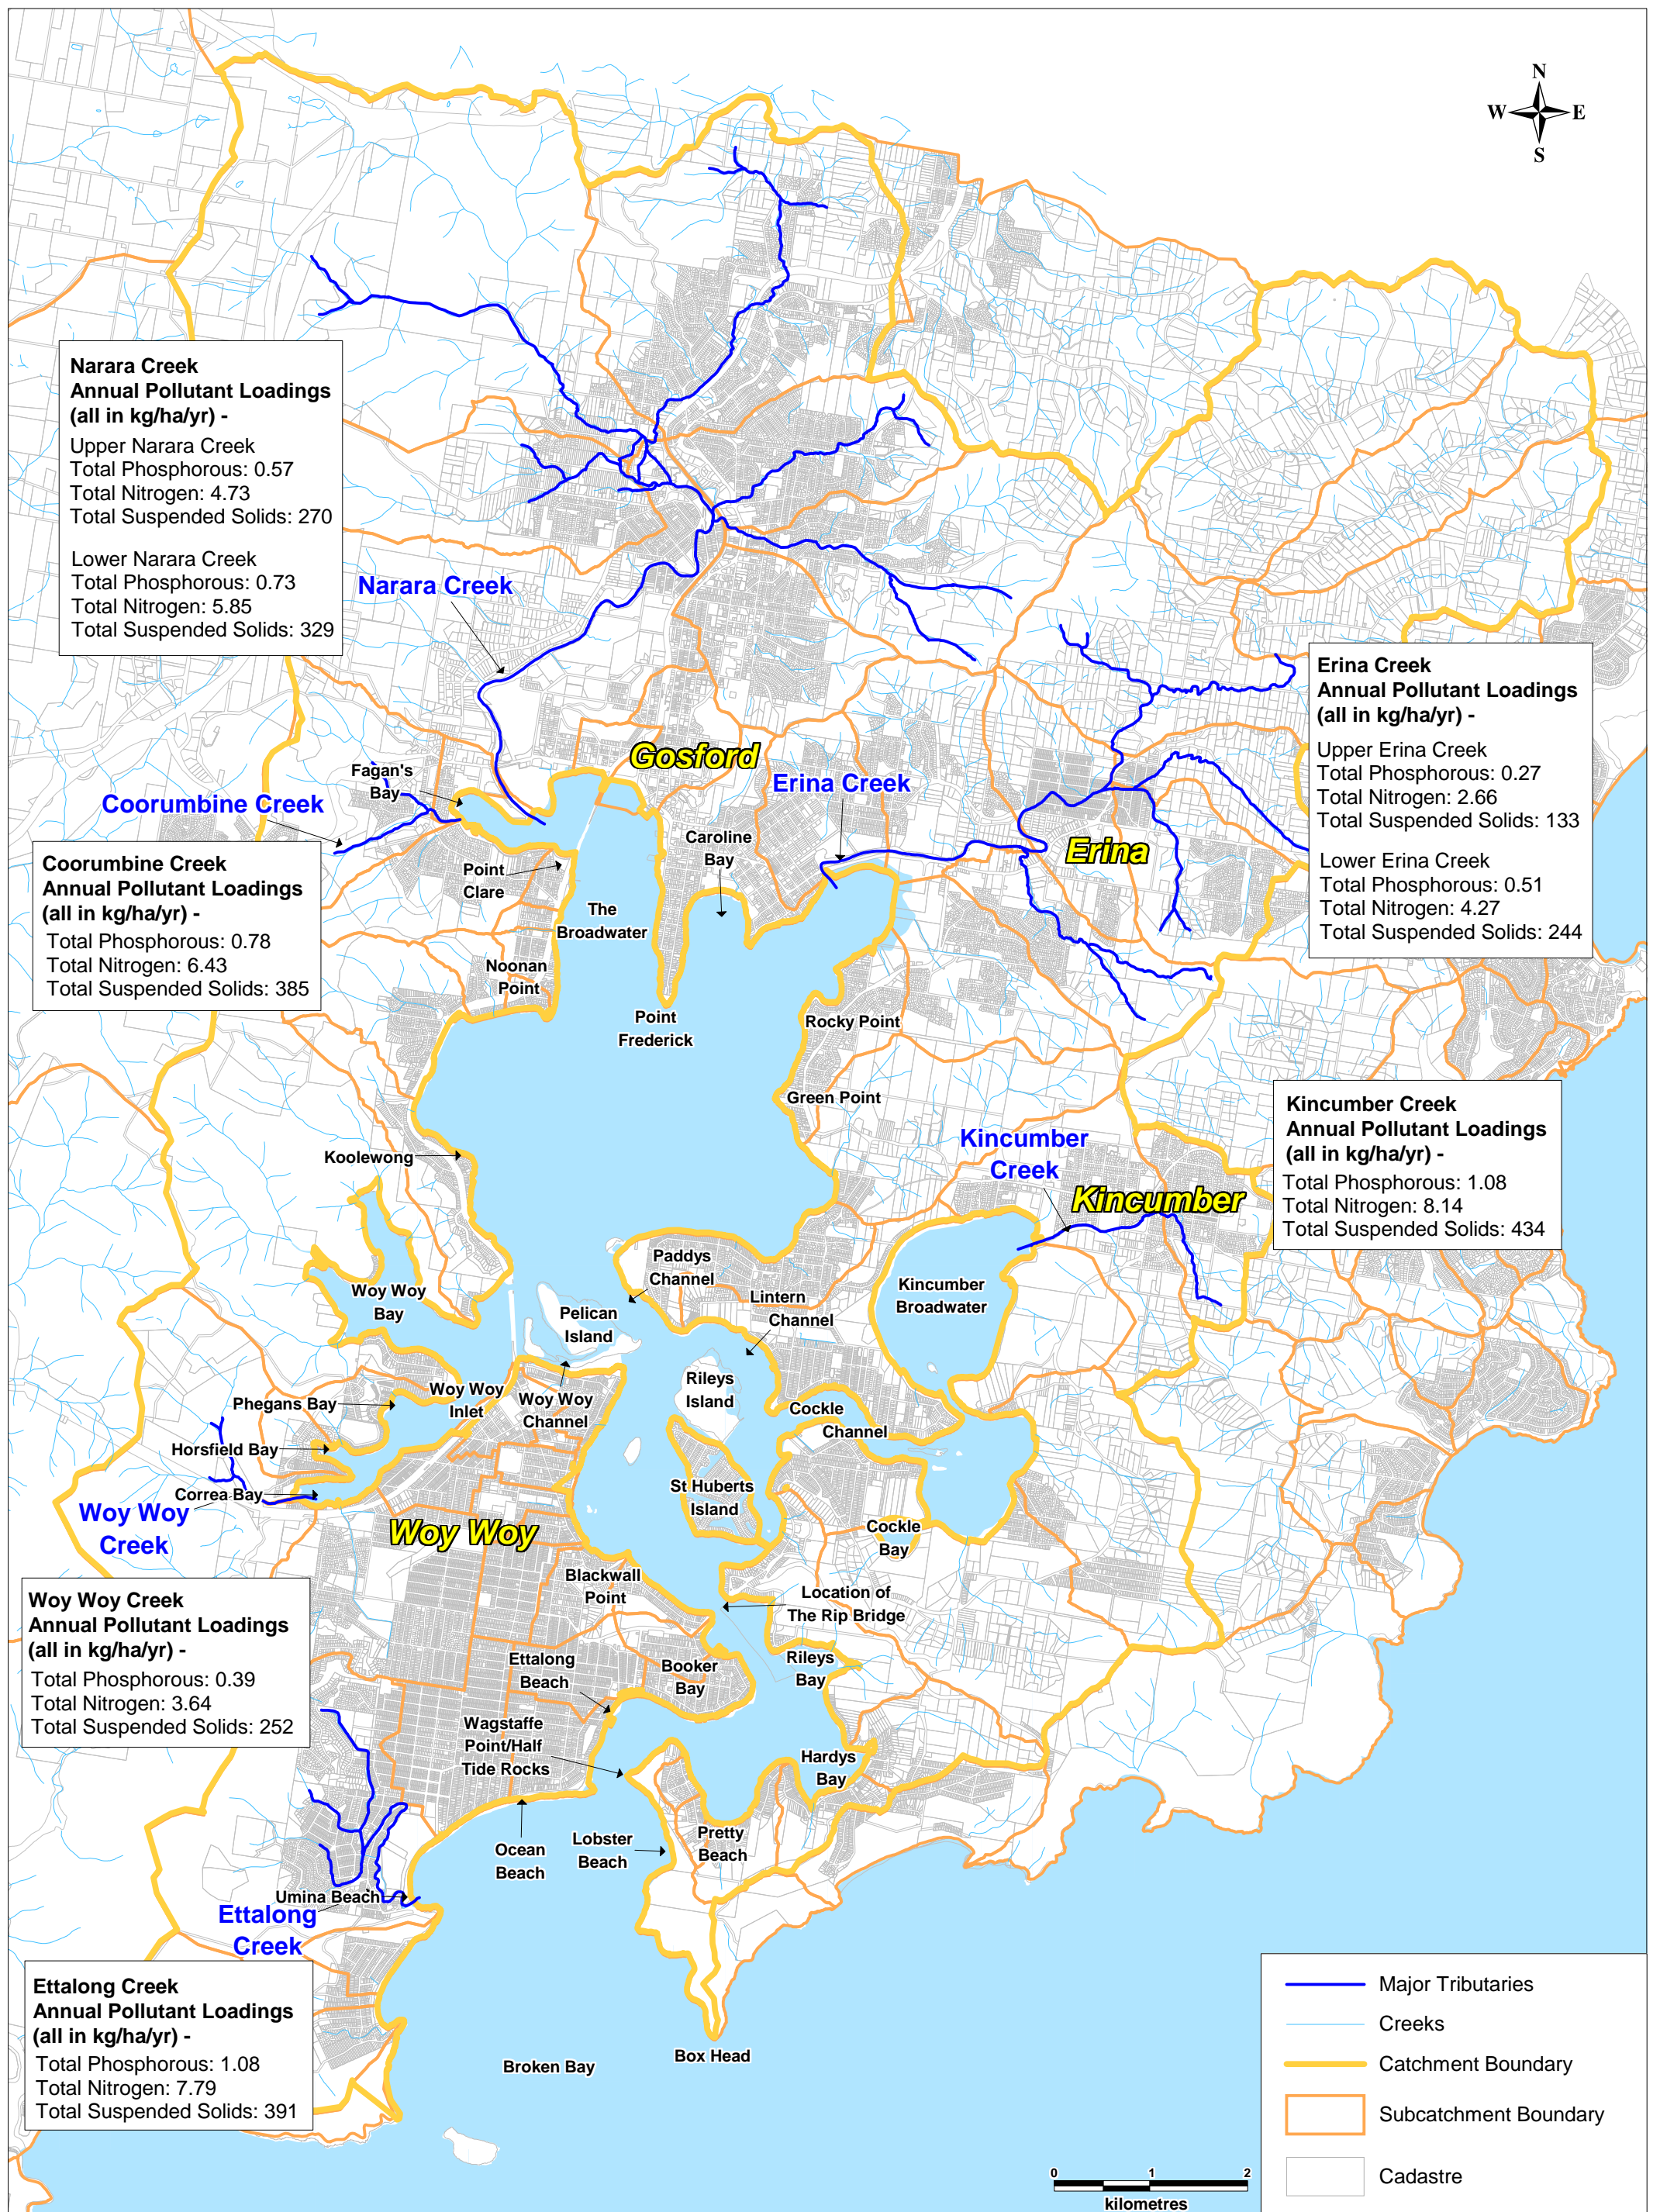 N
W E
S
Narara Creek
Annual Pollutant Loadings
(all in kg/ha/yr) -
Upper Narara Creek
Total Phosphorous: 0.57
Total Nitrogen: 4.73
Total Suspended Solids: 270
Lower Narara Creek
Total Phosphorous: 0.73
Total Nitrogen: 5.85
Total Suspended Solids: 329
Narara Creek
Erina Creek
Annual Pollutant Loadings
(all in kg/ha/yr) -
Upper Erina Creek
Total Phosphorous: 0.27
Total Nitrogen: 2.66
Total Suspended Solids: 133
Lower Erina Creek
Total Phosphorous: 0.51
Total Nitrogen: 4.27
Total Suspended Solids: 244
Gosford
Fagan's
Bay
Coorumbine Creek
Erina Creek
Erina
Caroline
Bay
Point
Clare
The
Broadwater
Coorumbine Creek
Annual Pollutant Loadings
(all in kg/ha/yr) -
Total Phosphorous: 0.78
Total Nitrogen: 6.43
Total Suspended Solids: 385
Noonan
Point
Point
Frederick
Rocky Point
Green Point
Koolewong
Kincumber
Creek
Kincumber
Kincumber Creek
Annual Pollutant Loadings
(all in kg/ha/yr) -
Total Phosphorous: 1.08
Total Nitrogen: 8.14
Total Suspended Solids: 434
Paddys
Channel
Lintern
Channel
Kincumber
Broadwater
Woy Woy
Bay
Pelican
Island
Rileys
Island
Woy Woy
Inlet
Woy Woy
Channel
Phegans Bay
Cockle
Channel
Horsfield Bay
Correa Bay
St Huberts
Island
Woy Woy
Creek
Woy Woy
Cockle
Bay
Blackwall
Point
Location of
The Rip Bridge
Woy Woy Creek
Annual Pollutant Loadings
(all in kg/ha/yr) -
Total Phosphorous: 0.39
Total Nitrogen: 3.64
Total Suspended Solids: 252
Ettalong
Beach
Booker
Bay
Rileys
Bay
Wagstaffe
Point/Half
Tide Rocks
Hardys
Bay
Ocean
Beach
Lobster
Beach
Pretty
Beach
Umina Beach
Ettalong
Creek
Ettalong Creek
Annual Pollutant Loadings
(all in kg/ha/yr) -
Total Phosphorous: 1.08
Total Nitrogen: 7.79
Total Suspended Solids: 391
Broken Bay
Box Head
Major Tributaries
Creeks
Catchment Boundary
Subcatchment Boundary
Cadastre
0 1 2
kilometres